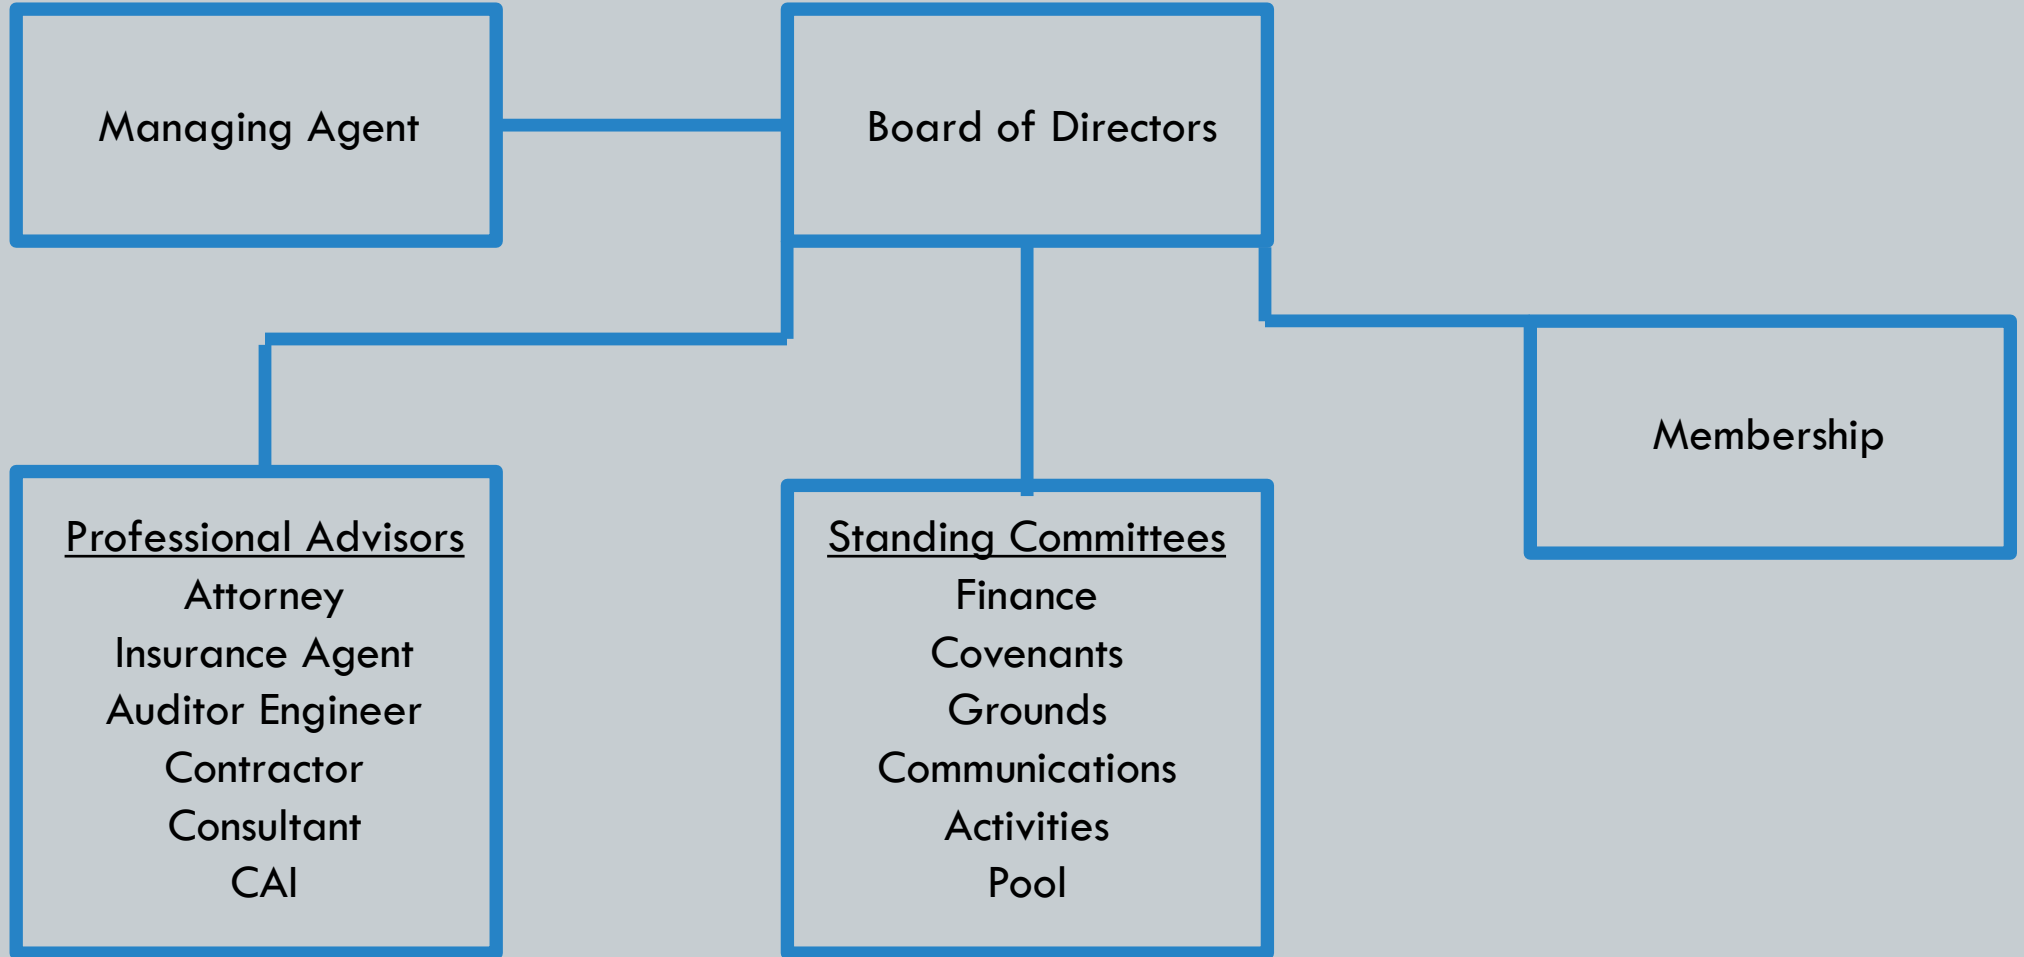 Managing Agent
Board of Directors
Membership
Professional Advisors
Attorney
Insurance Agent
Auditor Engineer
Contractor
Consultant
CAI
Standing Committees
Finance
Covenants
Grounds
Communications
Activities
Pool